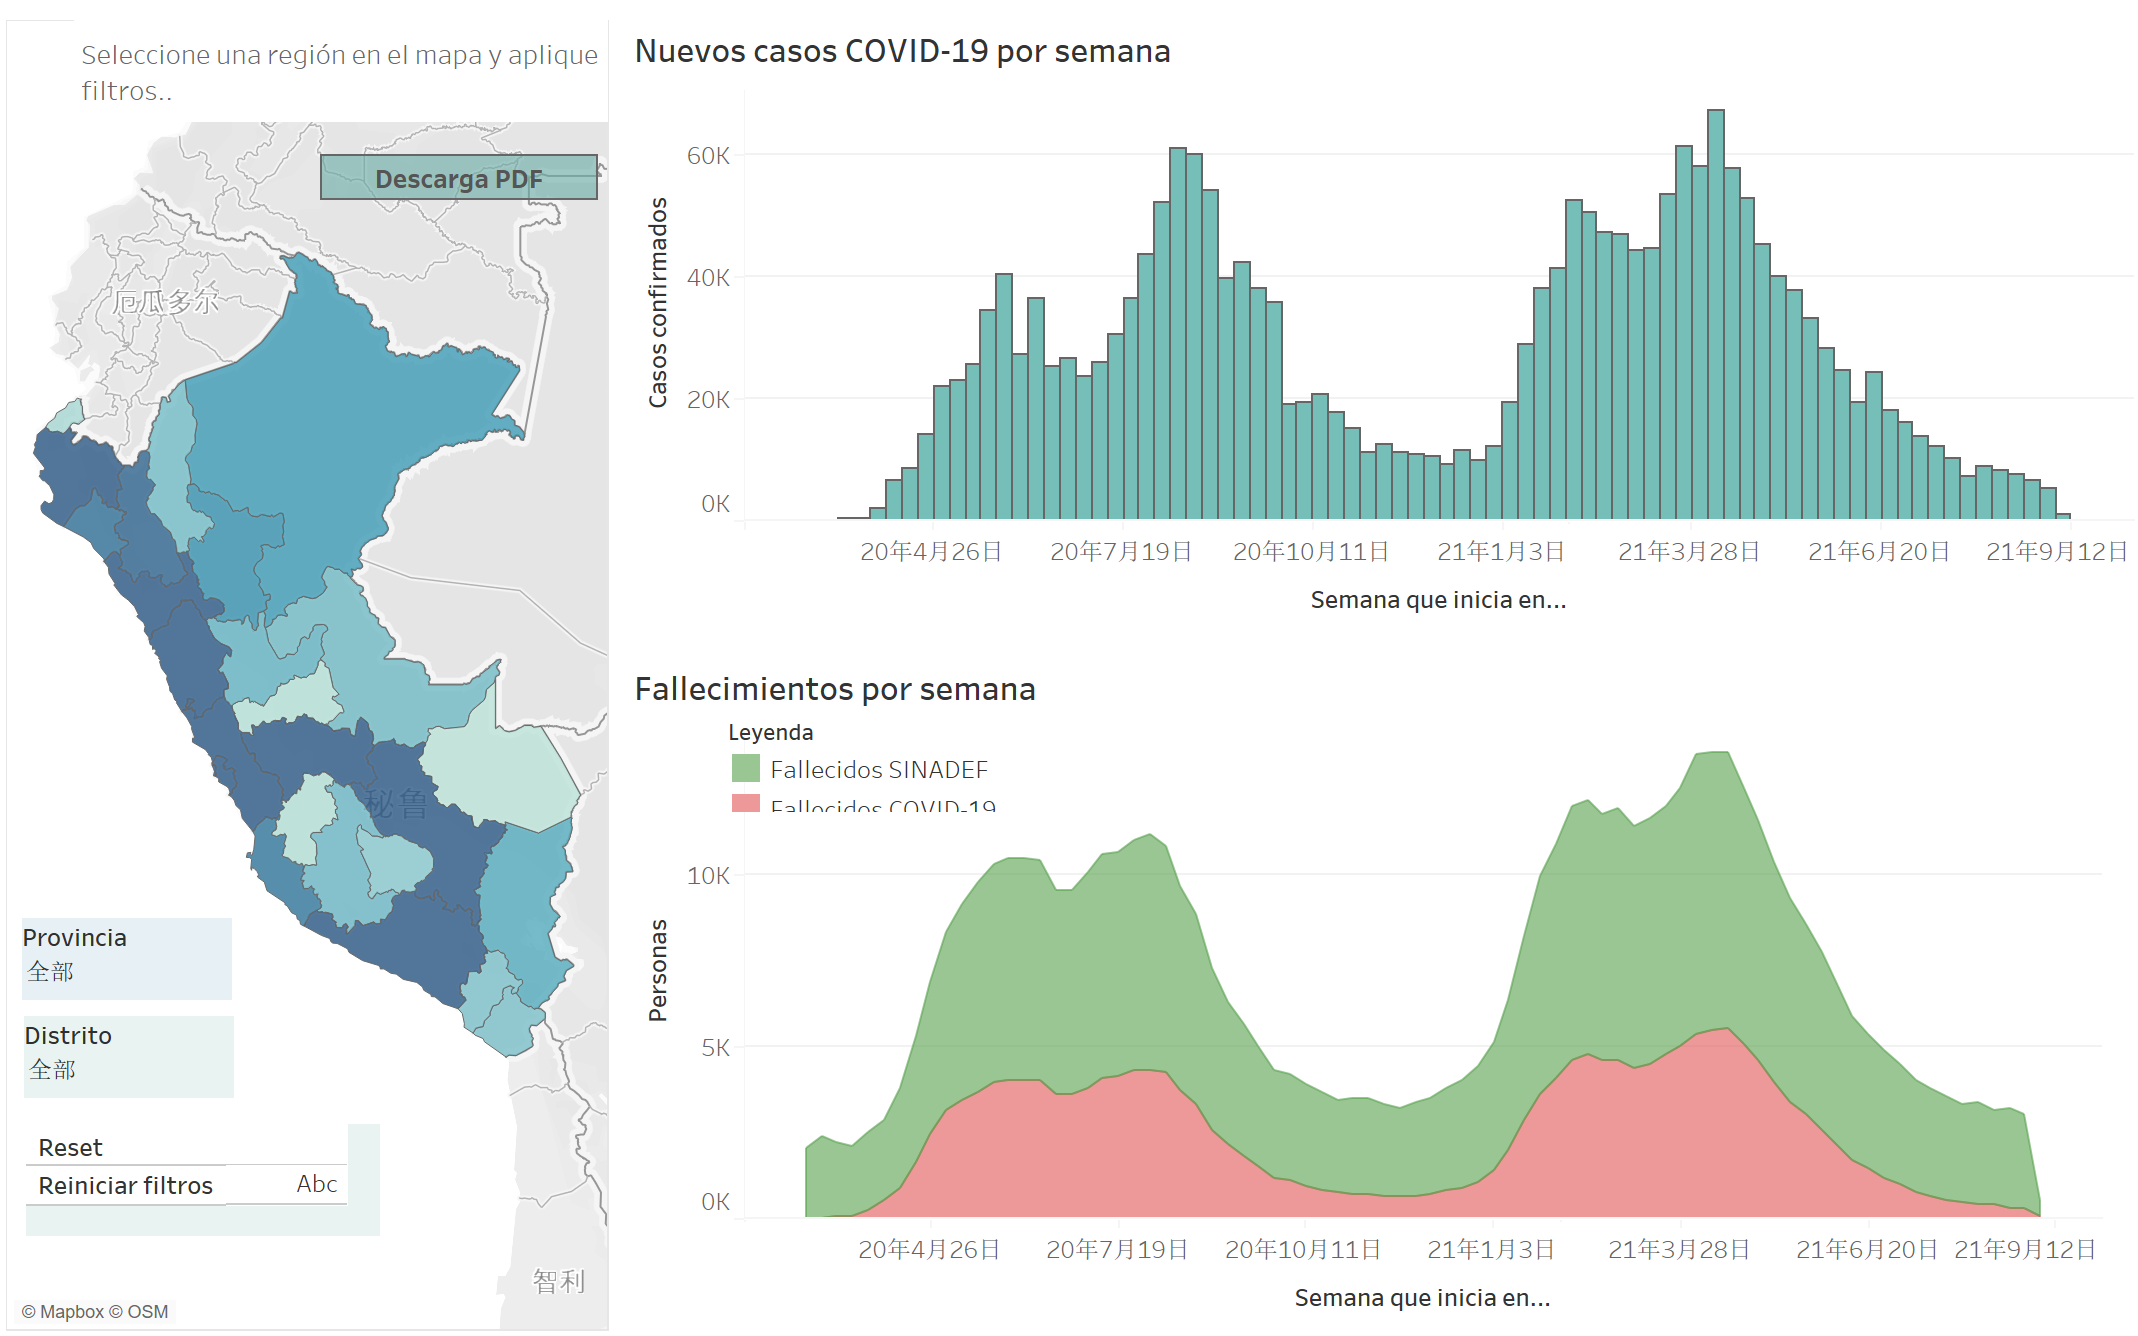 Seleccione una región en el mapa y aplique
filtros..
Descarga PDF
厄瓜多尔
秘鲁
智利
Provincia
全部
Distrito
全部
Reset
Reiniciar filtros
Abc
© Mapbox © OSM
Nuevos casos COVID-19 por semana
Casos confirmados
60K
40K
20K
0K
20年4月26日
20年7月19日
20年10月11日
21年1月3日
21年3月28日
21年6月20日
21年9月12日
Semana que inicia en...
Fallecimientos por semana
Leyenda
Fallecidos SINADEF
Fallecidos COVID-19
Personas
10K
5K
0K
20年4月26日
20年7月19日
20年10月11日
21年1月3日
21年3月28日
21年6月20日
21年9月12日
Semana que inicia en...